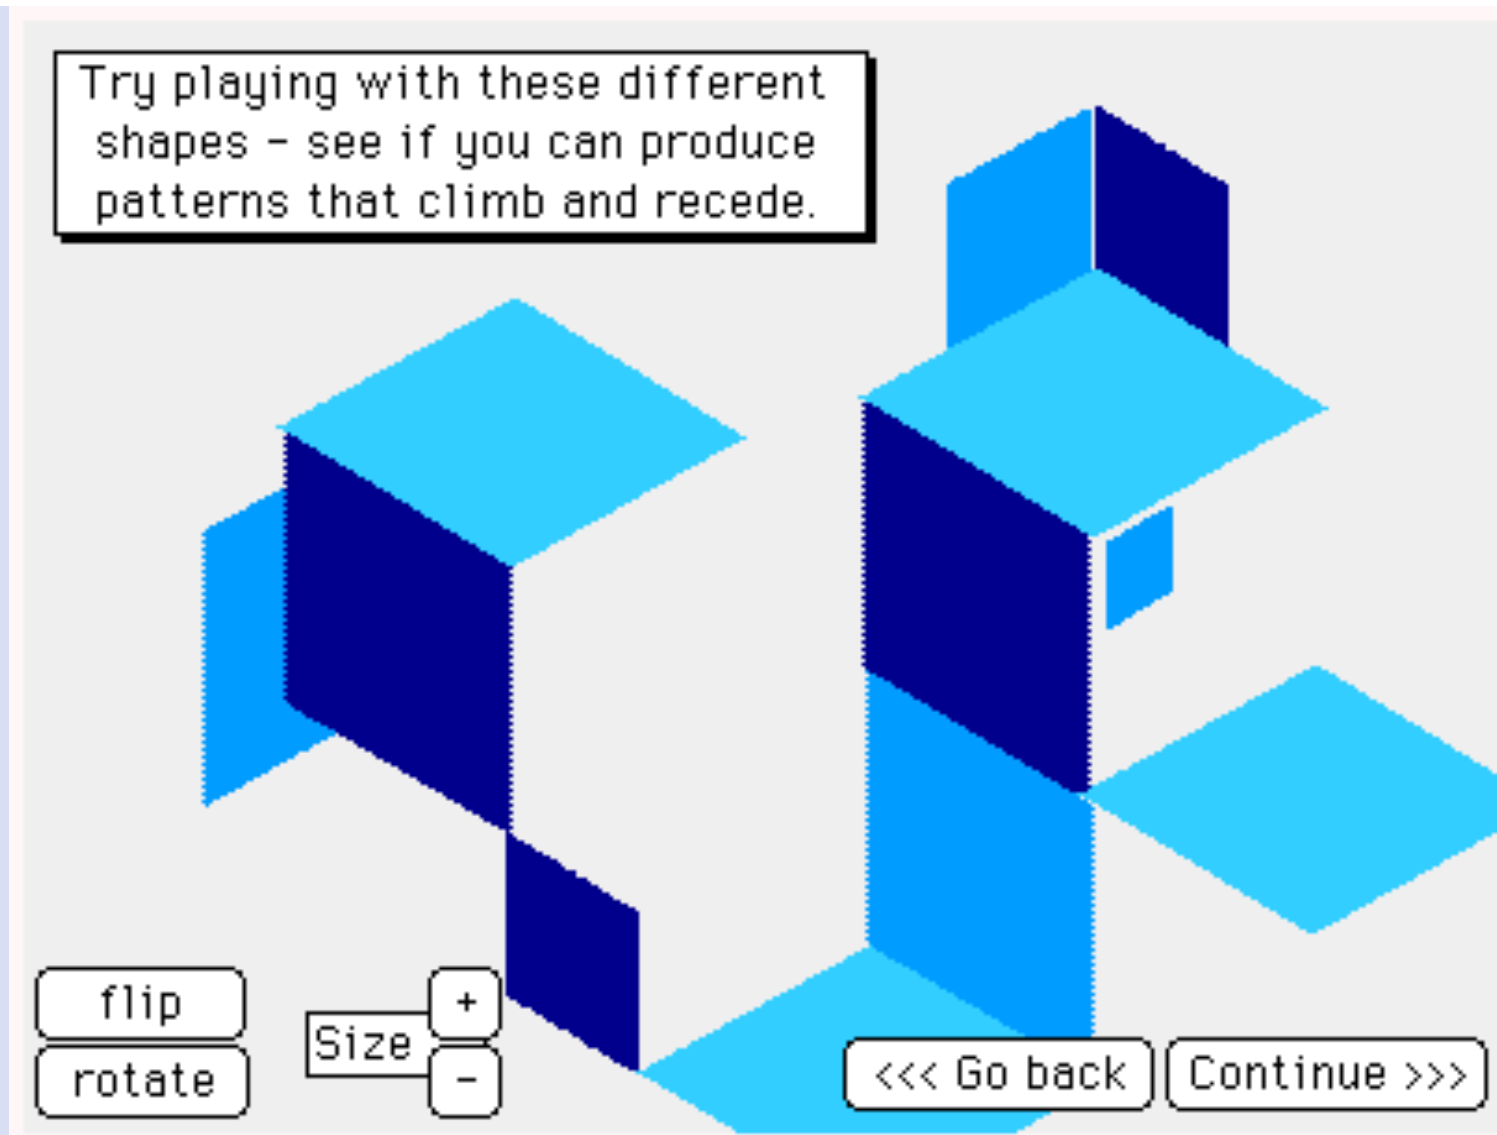 Try playing with these different
shapes - see if you can produce
patterns that climb and recede.
flip
rotate
Size
+
-
<<< Go back
Continue >>>